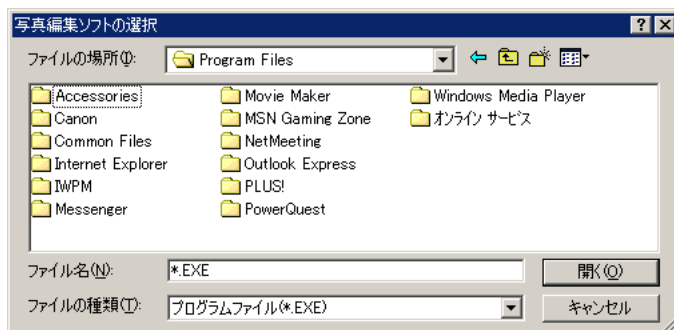 写真編集ソフトの選択
ファイルの場所(I): Program Files
Accessories Movie Maker Windows Media Player
Canon MSN Gaming Zone オンライン サービス
Common Files NetMeeting
Internet Explorer Outlook Express
IWPM PLUS!
Messenger PowerQuest
ファイル名(N): *.EXE 開く(O)
ファイルの種類(T): プログラムファイル(*.EXE) キャンセル